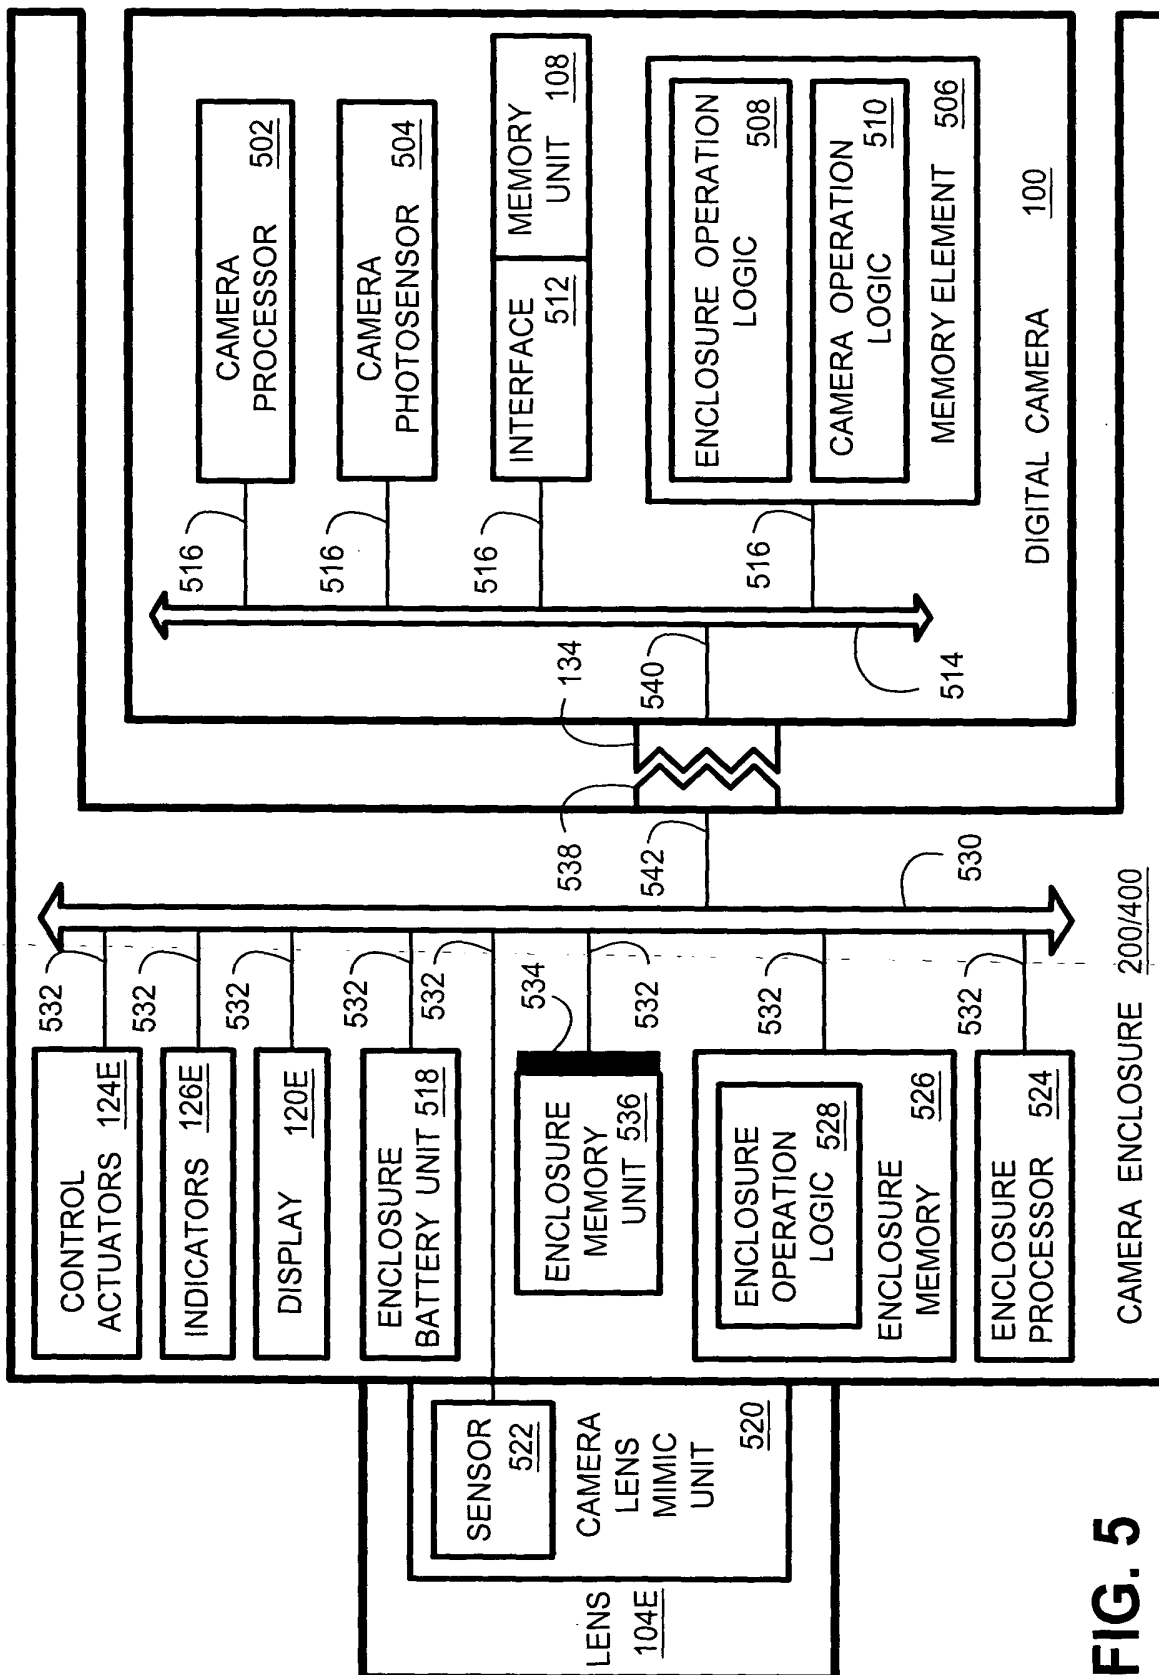 CAMERA
PROCESSOR 502
CAMERA
PHOTOSENSOR 504
INTERFACE
512
MEMORY
UNIT 108
ENCLOSURE OPERATION
LOGIC 508
CAMERA OPERATION
LOGIC 510
MEMORY ELEMENT 506
DIGITAL CAMERA 100
516
516
516
516
134
540
514
538
542
530
532
532
532
532
532
534
532
532
532
CONTROL
ACTUATORS 124E
INDICATORS 126E
DISPLAY 120E
ENCLOSURE
BATTERY UNIT 518
ENCLOSURE
MEMORY
UNIT 536
ENCLOSURE
OPERATION
LOGIC 528
ENCLOSURE
MEMORY 526
ENCLOSURE
PROCESSSOR 524
CAMERA ENCLOSURE 200/400
SENSOR
522
CAMERA
LENS
MIMIC
UNIT 520
LENS
104E
FIG. 5